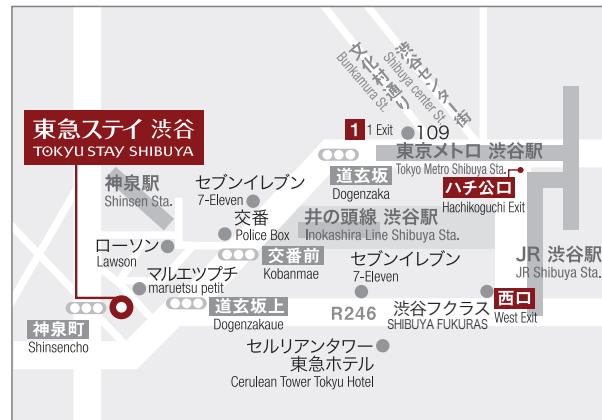 文化村通り
Bunkamura St.
渋谷センター街
Shibuya center St.
東急ステイ 渋谷
TOKYU STAY SHIBUYA
1
1 Exit
109
東京メトロ 渋谷駅
Tokyo Metro Shibuya Sta.
道玄坂
Dogenzaka
ハチ公口
Hachikoguchi Exit
神泉駅
Shinsen Sta.
セブンイレブン
7-Eleven
交番
Police Box
井の頭線 渋谷駅
Inokashira Line Shibuya Sta.
ローソン
Lawson
交番前
Kobanmae
JR 渋谷駅
JR Shibuya Sta.
マルエツプチ
maruetsu petit
セブンイレブン
7-Eleven
道玄坂上
Dogenzakaue
R246
渋谷フクラス
SHIBUYA FUKURAS
西口
West Exit
神泉町
Shinsencho
セルリアンタワー
東急ホテル
Cerulean Tower Tokyu Hotel